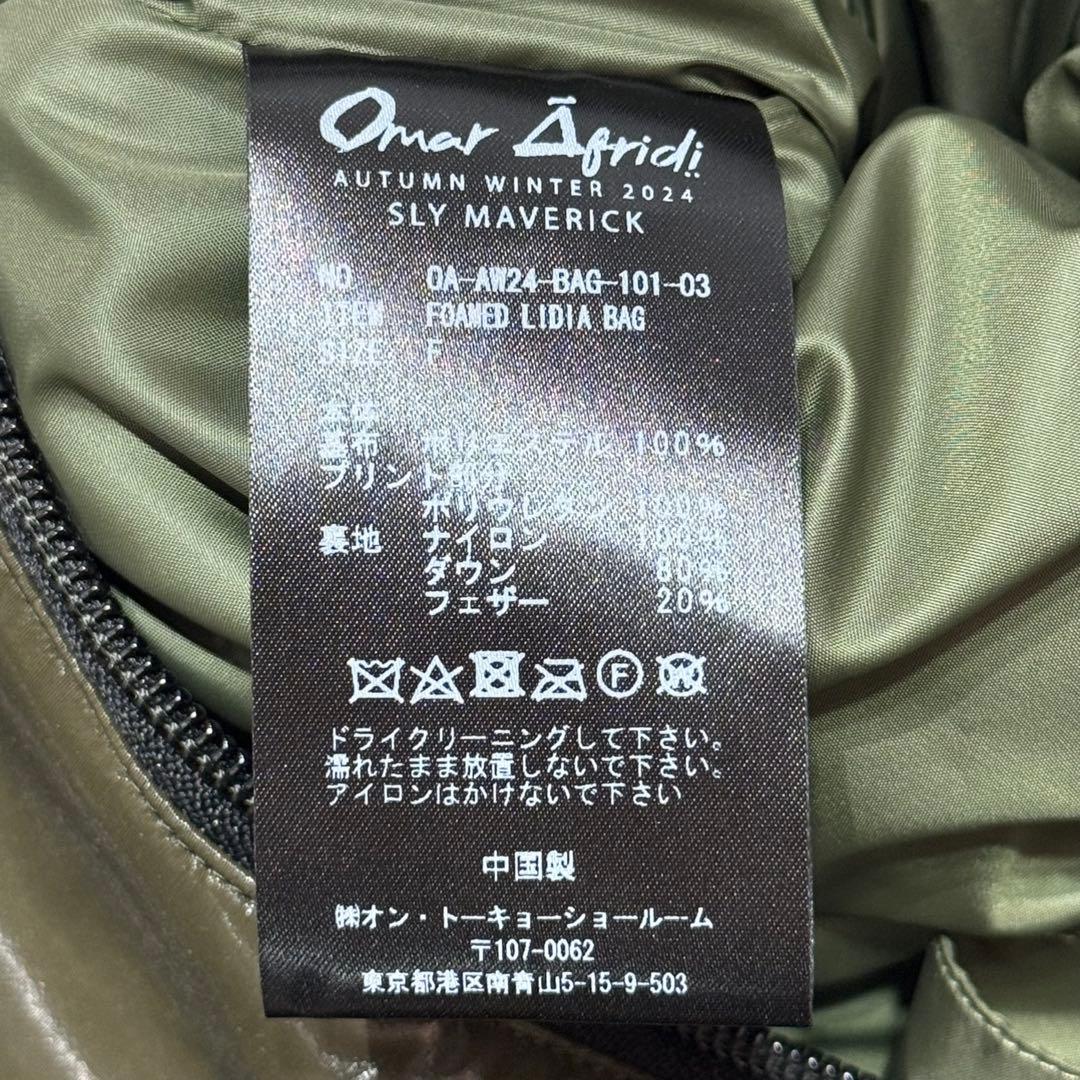 Omar Āfridi
AUTUMN WINTER 2024
SLY MAVERICK
NO. OA-AW24-BAG-101-03
ITEM FOAMED LIDIA BAG
SIZE F
本体
基布 ポリエステル 100%
プリント部分
ポリウレタン 100%
裏地 ナイロン 100%
ダウン 80%
フェザー 20%
F W
ドライクリーニングして下さい。
濡れたまま放置しないで下さい。
アイロンはかけないで下さい
中国製
㈱オン・トーキョーショールーム
〒107-0062
東京都港区南青山5-15-9-503